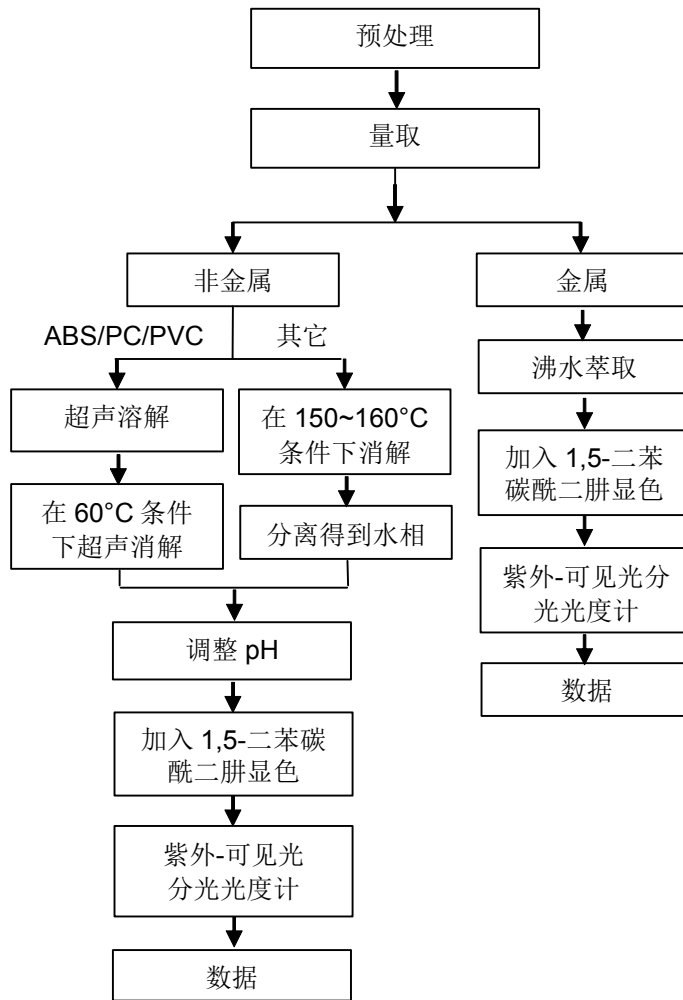 预处理
量取
非金属
ABS/PC/PVC
其它
超声溶解
在 60°C 条件
下超声消解
在 150~160°C
条件下消解
分离得到水相
调整 pH
加入 1,5-二苯碳
酰二肼显色
紫外-可见光
分光光度计
数据
金属
沸水萃取
加入 1,5-二苯
碳酰二肼显色
紫外-可见光分
光光度计
数据